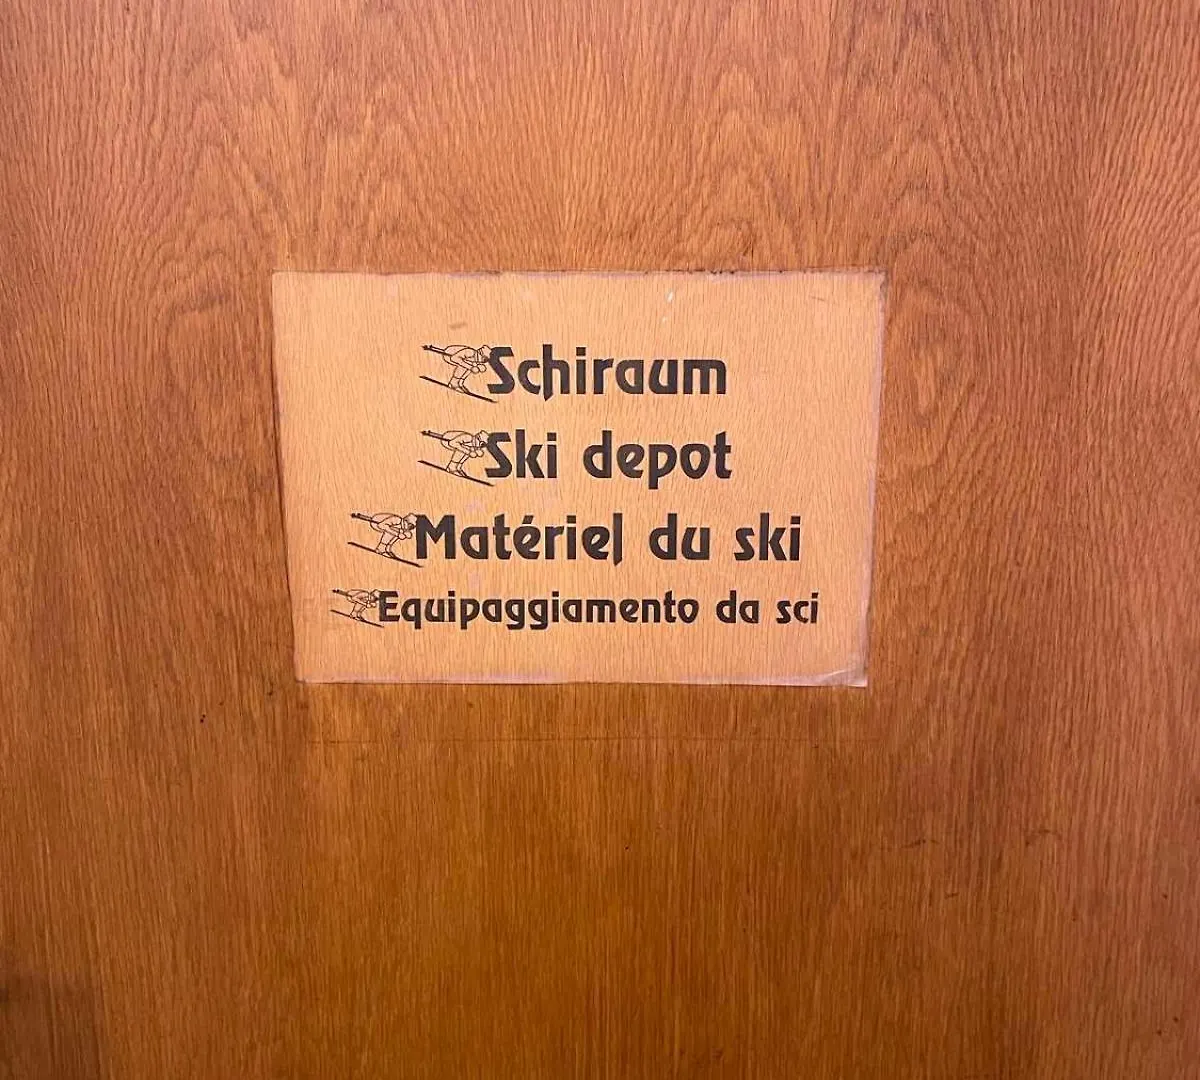 Schiraum
Ski depot
Matériel du ski
Equipaggiamento da sci